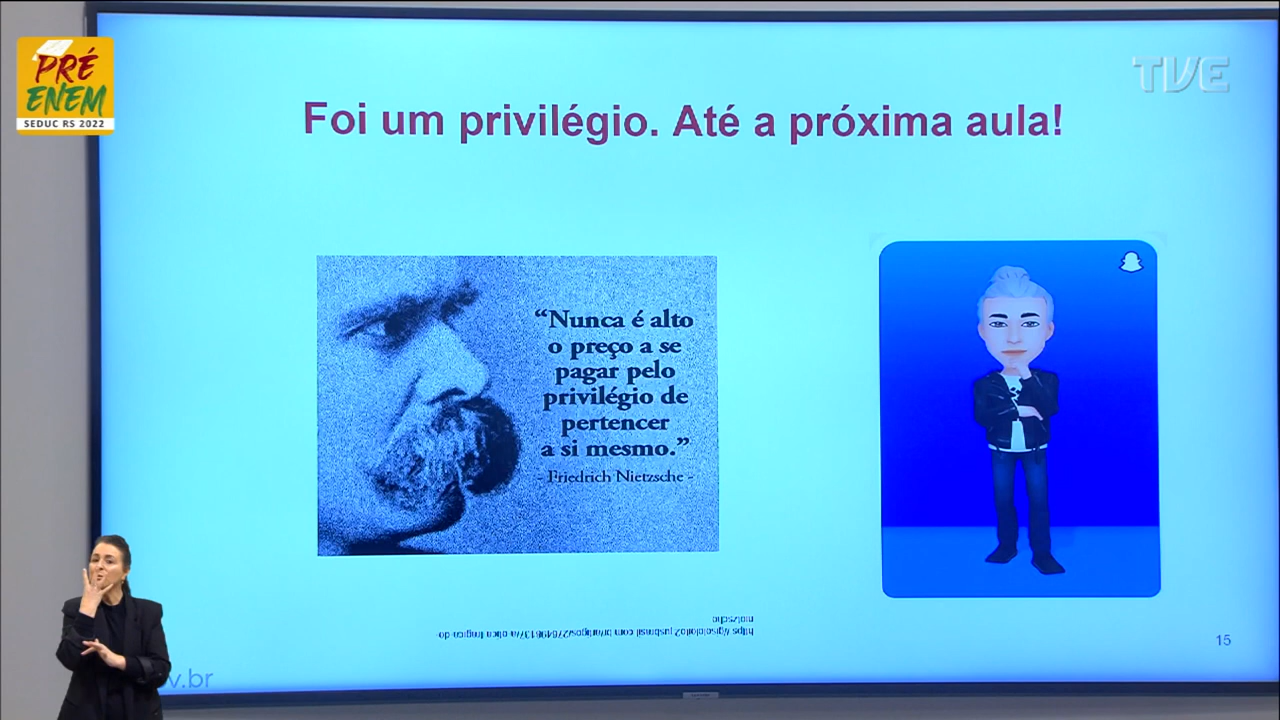 PRÉ
ENEM
SEDUC RS 2022
TVE
Foi um privilégio. Até a próxima aula!
“Nunca é alto
o preço a se
pagar pelo
privilégio de
pertencer
a si mesmo.”
- Friedrich Nietzsche -
15
v.br